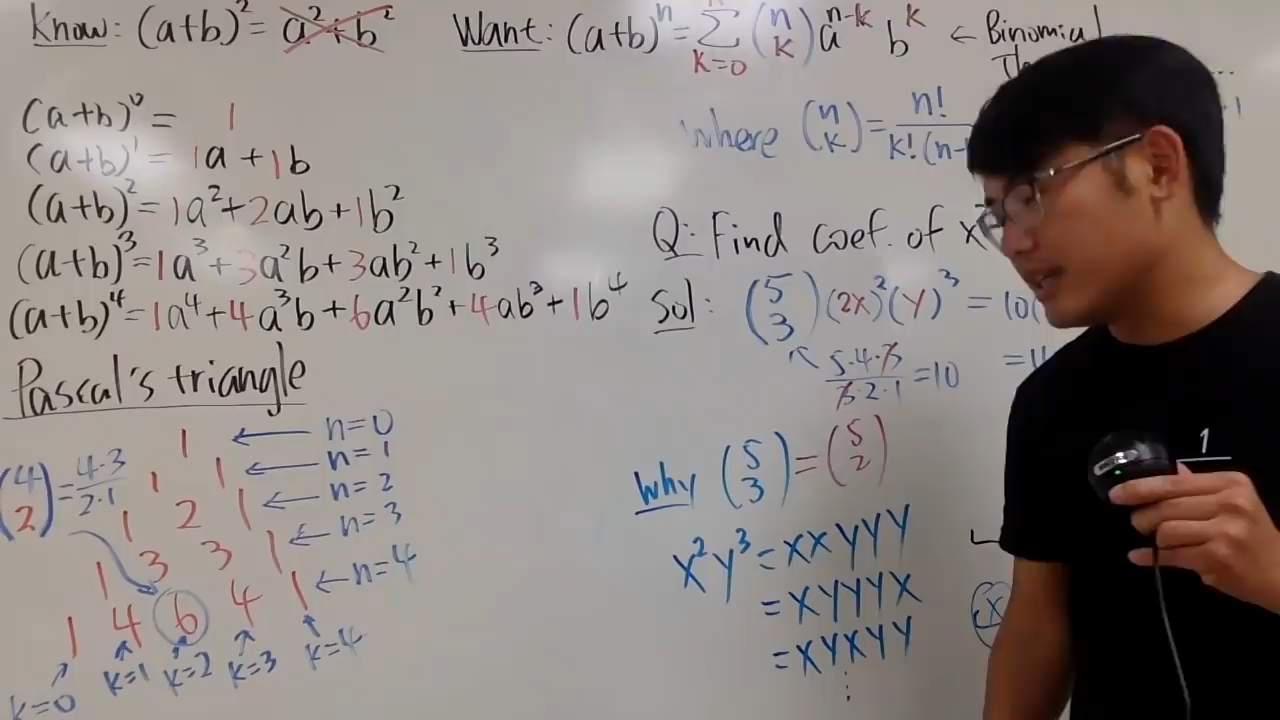 Know: (a+b)² = a²+b²
Want: (a+b)ⁿ = ∑ₖ₌₀ⁿ (n k) aⁿ⁻ᵏ bᵏ ← Binomial
where (n k) = n! / k!(n-
(a+b)⁰ = 1
(a+b)¹ = 1a + 1b
(a+b)² = 1a² + 2ab + 1b²
(a+b)³ = 1a³ + 3a²b + 3ab² + 1b³
(a+b)⁴ = 1a⁴ + 4a³b + 6a²b² + 4ab³ + 1b⁴
Pascal's triangle
1 ← n=0
1 1 ← n=1
1 2 1 ← n=2
1 3 3 1 ← n=3
1 4 6 4 1 ← n=4
k=0 k=1 k=2 k=3 k=4
(4 2) = 4·3 / 2·1
Q: Find coef. of x²
Sol: (5 3) (2x)² (y)³ = 10(
5·4·3 / 3·2·1 = 10
Why (5 3) = (5 2)
x²y³ = xxyyy
= xyyyx
= xyxyy
⋮
1
x